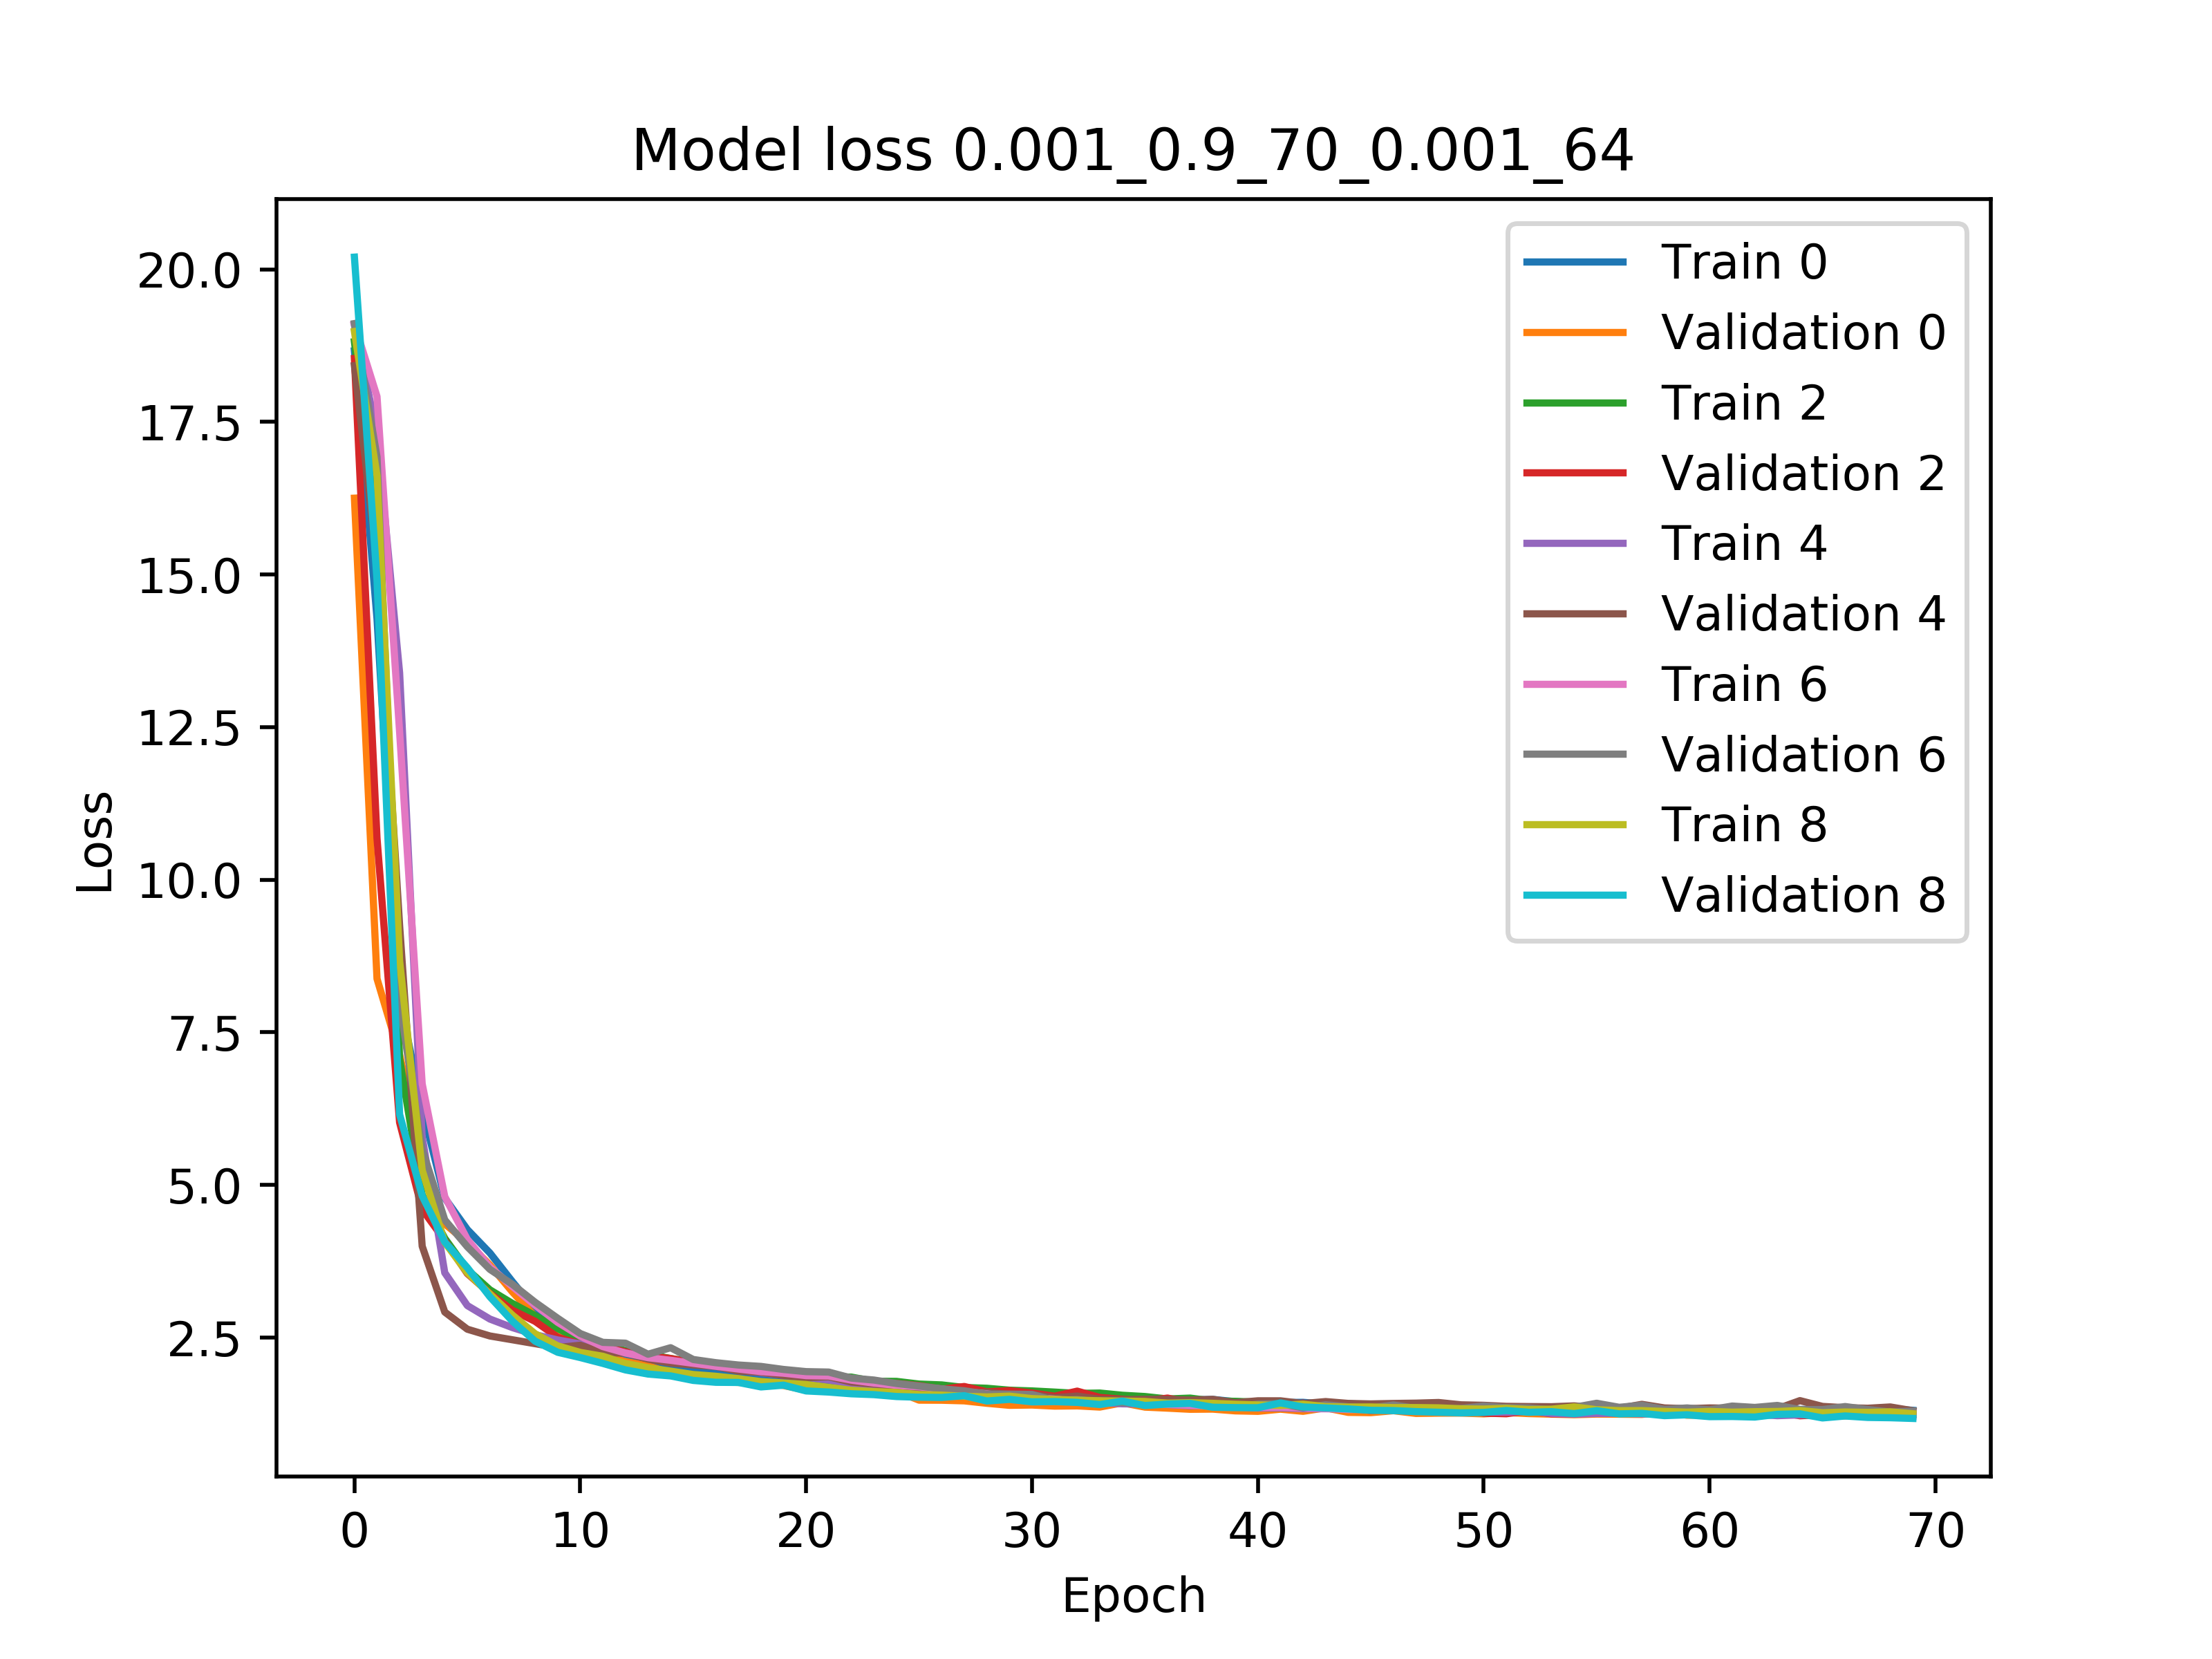 Model loss 0.001_0.9_70_0.001_64
20.0
17.5
15.0
12.5
10.0
7.5
5.0
2.5
Loss
Train 0
Validation 0
Train 2
Validation 2
Train 4
Validation 4
Train 6
Validation 6
Train 8
Validation 8
0 10 20 30 40 50 60 70
Epoch